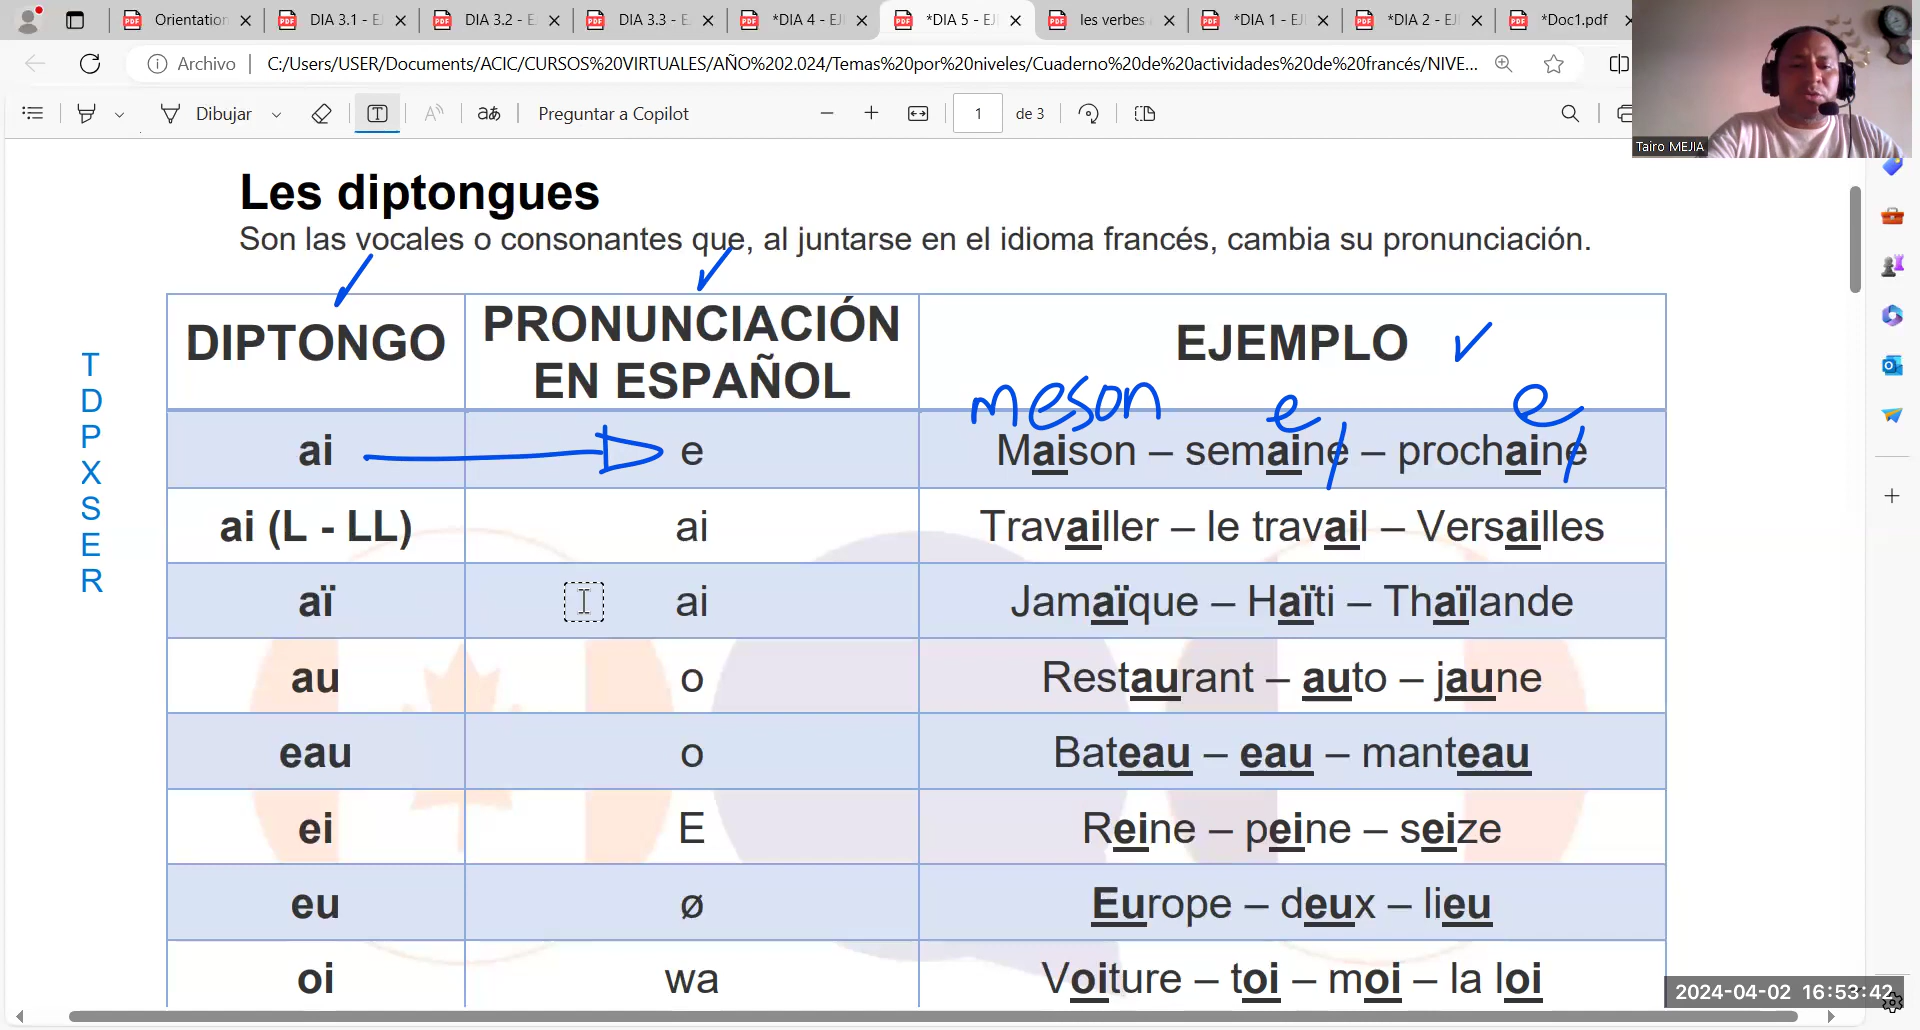 Orientation
DIA 3.1 - E
DIA 3.2 - E
DIA 3.3 - E
*DIA 4 - EJ
*DIA 5 - EJ
les verbes
*DIA 1 - EJ
*DIA 2 - EJ
*Doc1.pdf
Archivo
C:/Users/USER/Documents/ACIC/CURSOS%20VIRTUALES/AÑO%202.024/Temas%20por%20niveles/Cuaderno%20de%20actividades%20de%20francés/NIVE...
Dibujar
aあ
Preguntar a Copilot
1
de 3
Tairo MEJIA
Les diptongues
Son las vocales o consonantes que, al juntarse en el idioma francés, cambia su pronunciación.
T
D
P
X
S
E
R
DIPTONGO
PRONUNCIACIÓN
EN ESPAÑOL
EJEMPLO
meson e e
ai e Maison – semaine – prochaine
ai (L - LL) ai Travailler – le travail – Versailles
aï ai Jamaïque – Haïti – Thaïlande
au o Restaurant – auto – jaune
eau o Bateau – eau – manteau
ei E Reine – peine – seize
eu ø Europe – deux – lieu
oi wa Voiture – toi – moi – la loi
2024-04-02 16:53:42